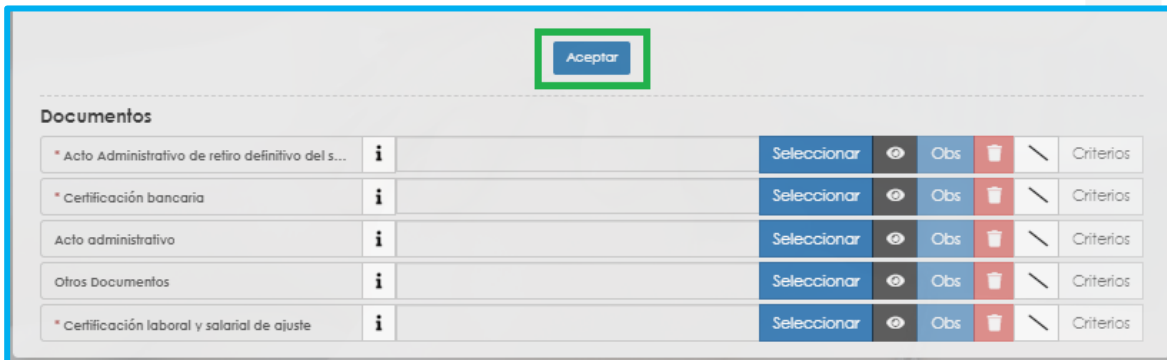 Aceptar
Documentos
* Acto Administrativo de retiro definitivo del s... i Seleccionar Obs Criterios
* Certificación bancaria i Seleccionar Obs Criterios
Acto administrativo i Seleccionar Obs Criterios
Otros Documentos i Seleccionar Obs Criterios
* Certificación laboral y salarial de ajuste i Seleccionar Obs Criterios